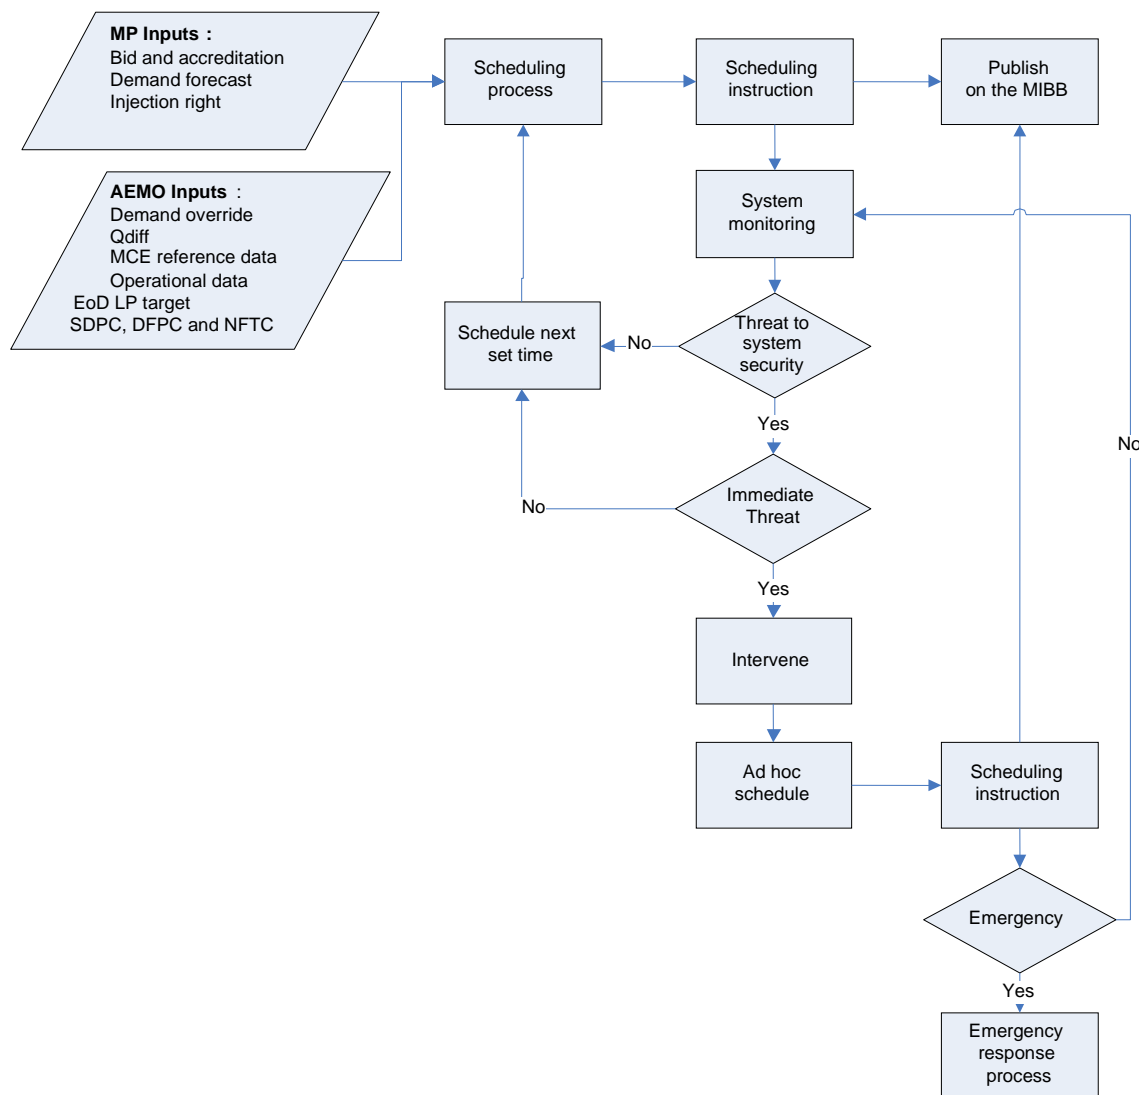 MP Inputs :
Bid and accreditation
Demand forecast
Injection right
Scheduling
process
Scheduling
instruction
Publish
on the MIBB
AEMO Inputs :
Demand override
Qdiff
MCE reference data
Operational data
EoD LP target
SDPC, DFPC and NFTC
System
monitoring
Schedule next
set time
No
Threat to
system
security
Yes
No
No
Immediate
Threat
Yes
Intervene
Ad hoc
schedule
Scheduling
instruction
Emergency
Yes
Emergency
response
process